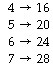 4 → 16
5 → 20
6 → 24
7 → 28